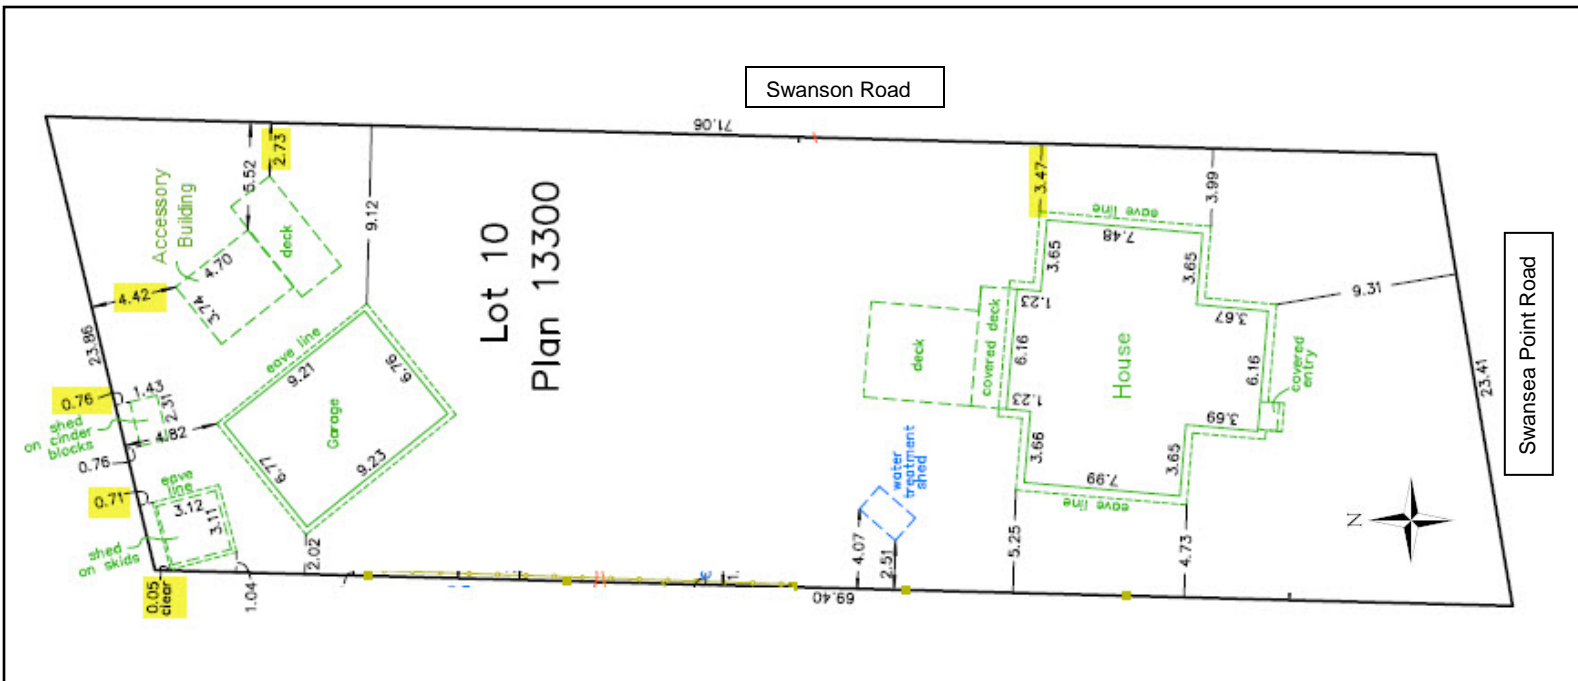 Swanson Road
71.06
2.73
5.52
9.12
3.47
3.99
Accessory
Building
deck
4.70
3.74
4.42
23.86
Lot 10
Plan 13300
eave line
9.21
6.76
Garage
6.77
9.23
0.76
1.43
2.31
shed
on cinder
blocks
4.82
0.76
0.71
eave
line
3.12
3.11
shed
on skids
0.05
clear
1.04
2.02
eave line
7.48
3.65
3.65
1.23
3.67
9.31
deck
covered deck
6.16
House
6.16
covered
entry
1.23
3.69
3.66
3.65
7.99
eave line
water
treatment
shed
4.07
2.51
5.25
4.73
69.40
23.41
Swansea Point Road
N